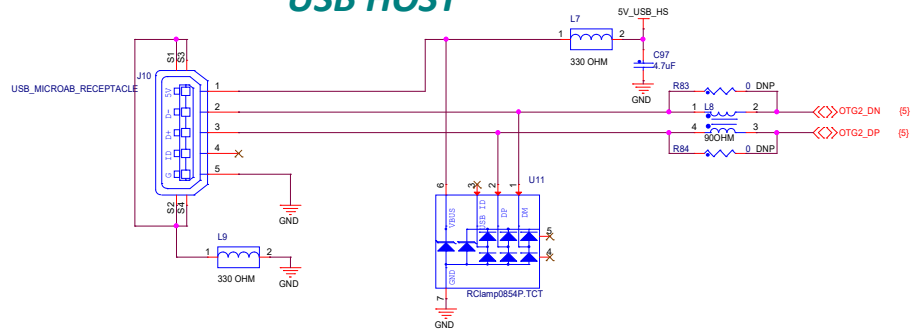 USB HOST
5V_USB_HS
L7
1
2
330 OHM
C97
4.7uF
GND
S1
S3
J10
USB_MICROAB_RECEPTACLE
5V
1
D-
2
D+
3
ID
4
G
5
S2
S4
GND
L9
1
2
330 OHM
GND
R83
0 DNP
L8
1
2
4
3
90OHM
R84
0 DNP
OTG2_DN {5}
OTG2_DP {5}
U11
6
3
2
1
VBUS
USB ID
DP
DM
5
4
GND
7
RClamp0854P.TCT
GND